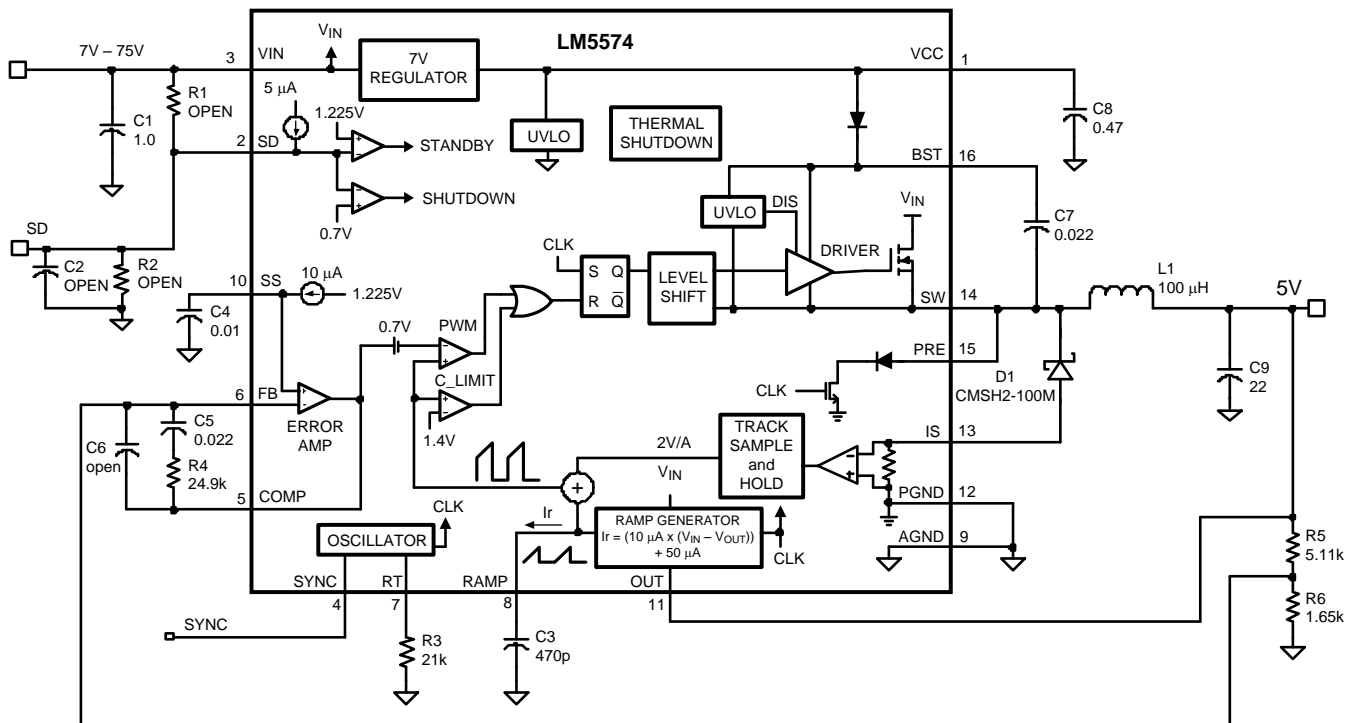 LM5574
7V – 75V
3
VIN
V_IN
7V
REGULATOR
VCC
1
R1
OPEN
5 µA
1.225V
C1
1.0
C8
0.47
UVLO
THERMAL
SHUTDOWN
2
SD
STANDBY
BST
16
SHUTDOWN
UVLO
DIS
V_IN
0.7V
C7
0.022
SD
CLK
DRIVER
C2
OPEN
R2
OPEN
10
SS
10 µA
1.225V
S
Q
R
Q̅
LEVEL
SHIFT
SW
14
L1
100 µH
5V
C4
0.01
0.7V
PWM
PRE
15
C9
22
C_LIMIT
D1
CMSH2-100M
CLK
6
FB
C5
0.022
ERROR
AMP
1.4V
C6
open
2V/A
TRACK
SAMPLE
and
HOLD
IS
13
R4
24.9k
V_IN
5
COMP
PGND
12
CLK
Ir
RAMP GENERATOR
Ir = (10 µA x (V_IN – V_OUT))
+ 50 µA
OSCILLATOR
CLK
AGND
9
R5
5.11k
SYNC
RT
RAMP
OUT
4
7
8
11
R6
1.65k
SYNC
R3
21k
C3
470p